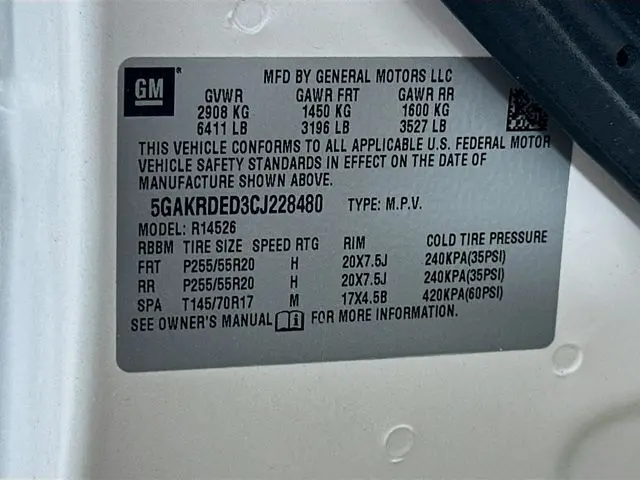 GM ® MFD BY GENERAL MOTORS LLC
GVWR GAWR FRT GAWR RR
2908 KG 1450 KG 1600 KG
6411 LB 3196 LB 3527 LB
THIS VEHICLE CONFORMS TO ALL APPLICABLE U.S. FEDERAL MOTOR
VEHICLE SAFETY STANDARDS IN EFFECT ON THE DATE OF
MANUFACTURE SHOWN ABOVE.
5GAKRDED3CJ228480 TYPE: M.P.V.
MODEL: R14526
RBBM TIRE SIZE SPEED RTG RIM COLD TIRE PRESSURE
FRT P255/55R20 H 20X7.5J 240KPA(35PSI)
RR P255/55R20 H 20X7.5J 240KPA(35PSI)
SPA T145/70R17 M 17X4.5B 420KPA(60PSI)
SEE OWNER'S MANUAL FOR MORE INFORMATION.